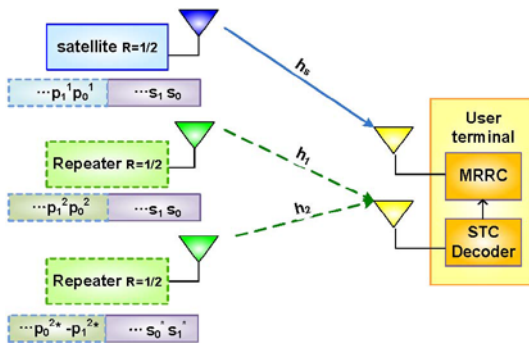 satellite R=1/2
h_s
···p₁¹p₀¹ ···s₁ s₀
User
terminal
Repeater R=1/2
h₁
MRRC
···p₁²p₀² ···s₁ s₀
h₂
STC
Decoder
Repeater R=1/2
···p₀²* -p₁²* ··· s₀* s₁*